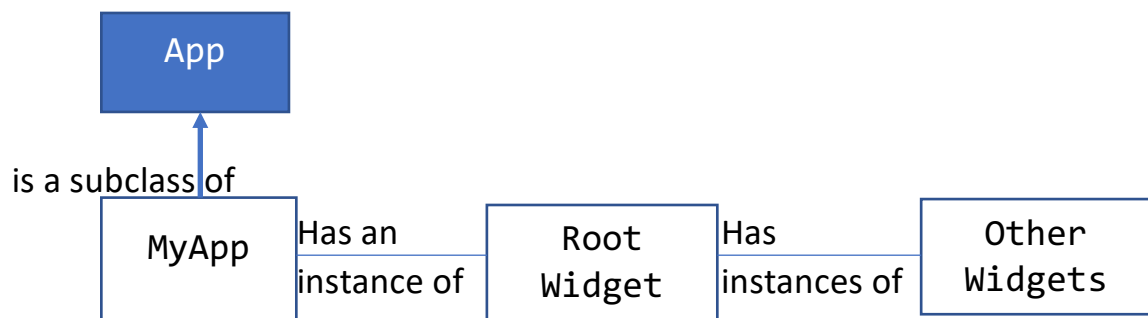 App
is a subclass of
MyApp
Has an
instance of
Root
Widget
Has
instances of
Other
Widgets